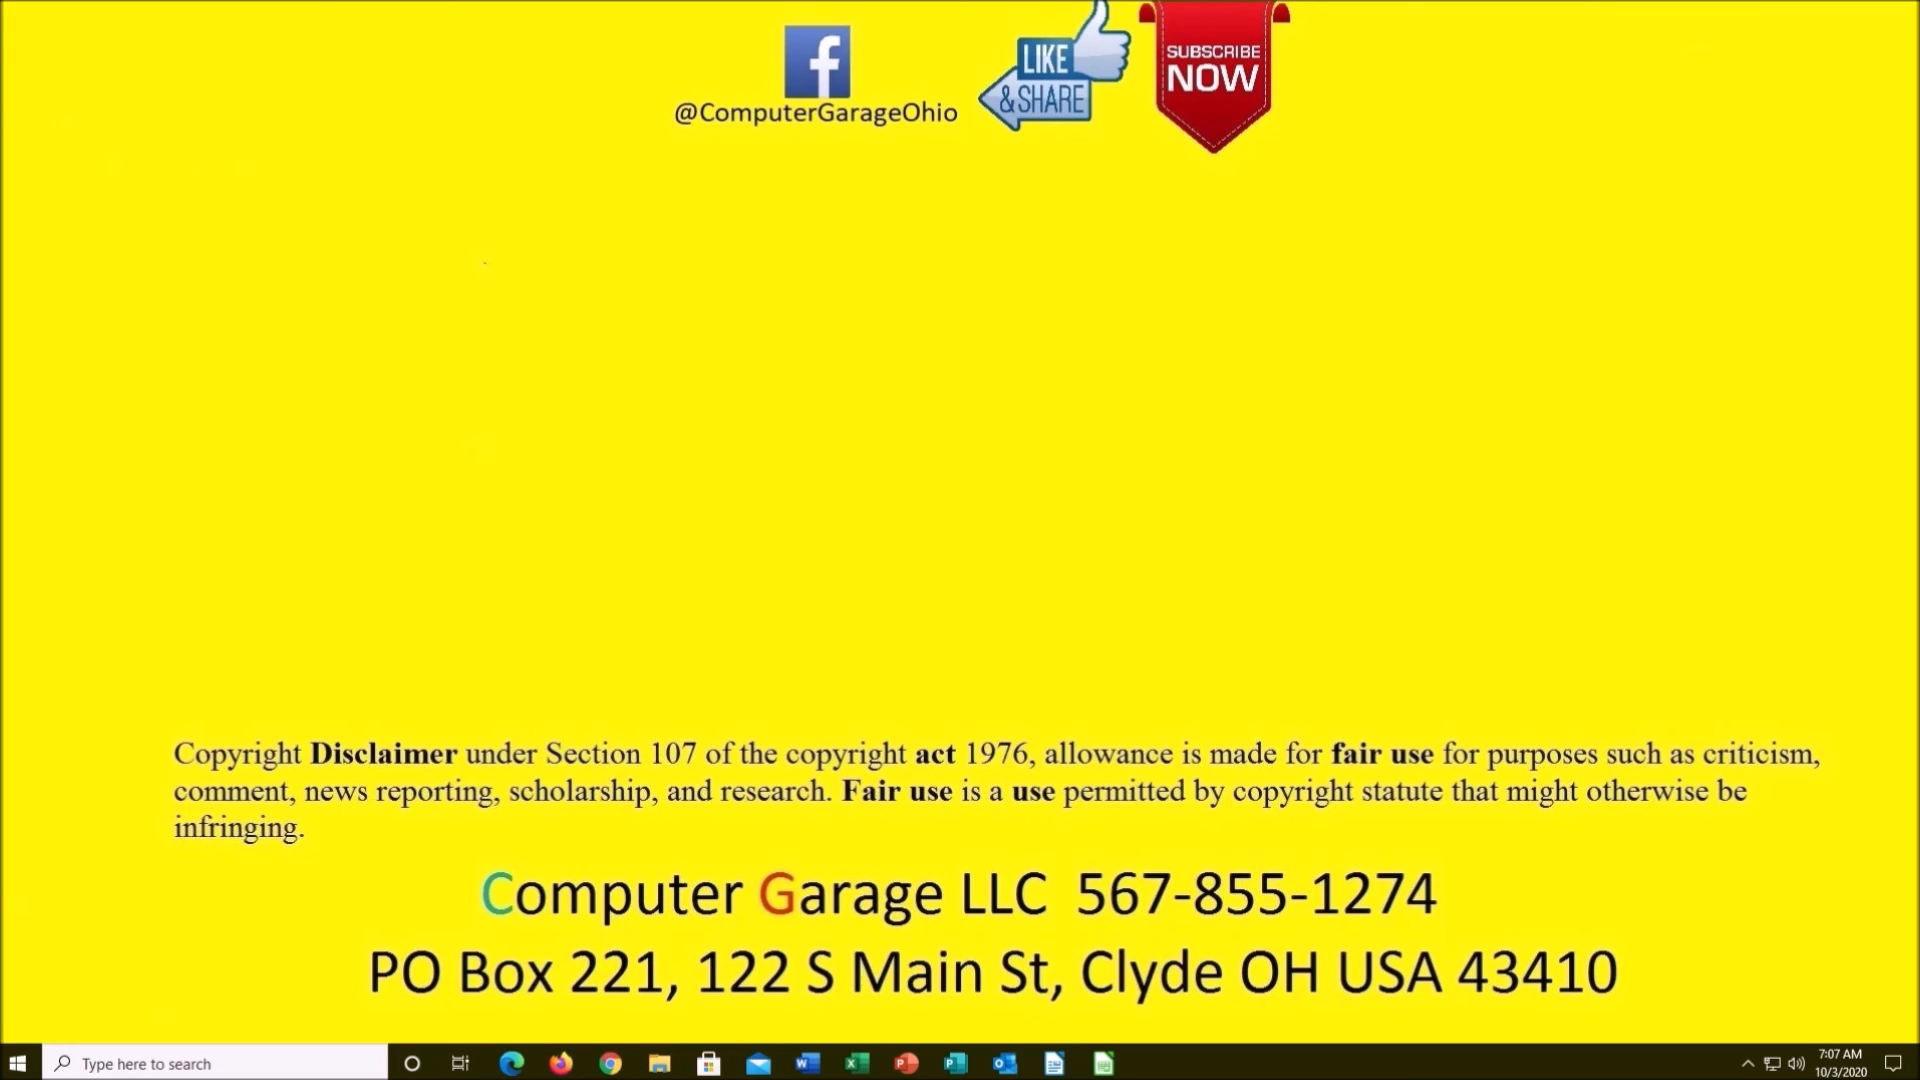 LIKE
& SHARE
SUBSCRIBE
NOW
@ComputerGarageOhio
Copyright Disclaimer under Section 107 of the copyright act 1976, allowance is made for fair use for purposes such as criticism,
comment, news reporting, scholarship, and research. Fair use is a use permitted by copyright statute that might otherwise be
infringing.
Computer Garage LLC 567-855-1274
PO Box 221, 122 S Main St, Clyde OH USA 43410
Type here to search
7:07 AM
10/3/2020